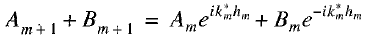 A_{m+1} + B_{m+1} = A_m e^{ik_m^* h_m} + B_m e^{-ik_m^* h_m}